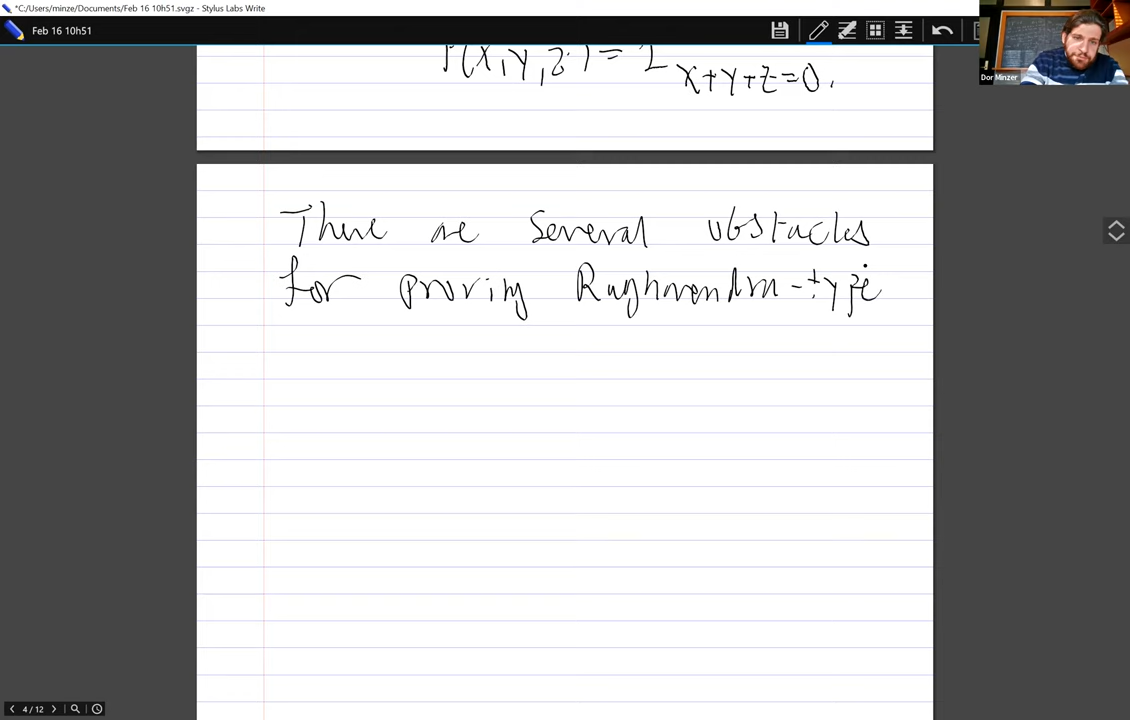 *C:/Users/minze/Documents/Feb 16 10h51.svgz - Stylus Labs Write
Feb 16 10h51
Dor Minzer
P(x,y,z) = 1 x+y+z=0.
There are several obstacles
for proving Raghavendra-type
4 / 12